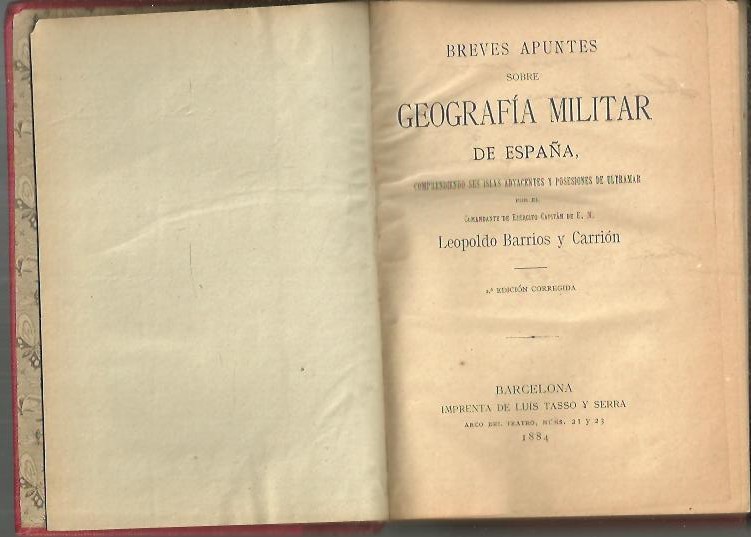 BREVES APUNTES
SOBRE
GEOGRAFÍA MILITAR
DE ESPAÑA,
COMPRENDIENDO SUS ISLAS ADYACENTES Y POSESIONES DE ULTRAMAR
POR EL
COMANDANTE DE EJÉRCITO CAPITÁN DE E. M.
Leopoldo Barrios y Carrión
2.ª EDICIÓN CORREGIDA
BARCELONA
IMPRENTA DE LUÍS TASSO Y SERRA
ARCO DEL TEATRO, NÚMS. 21 Y 23
1884